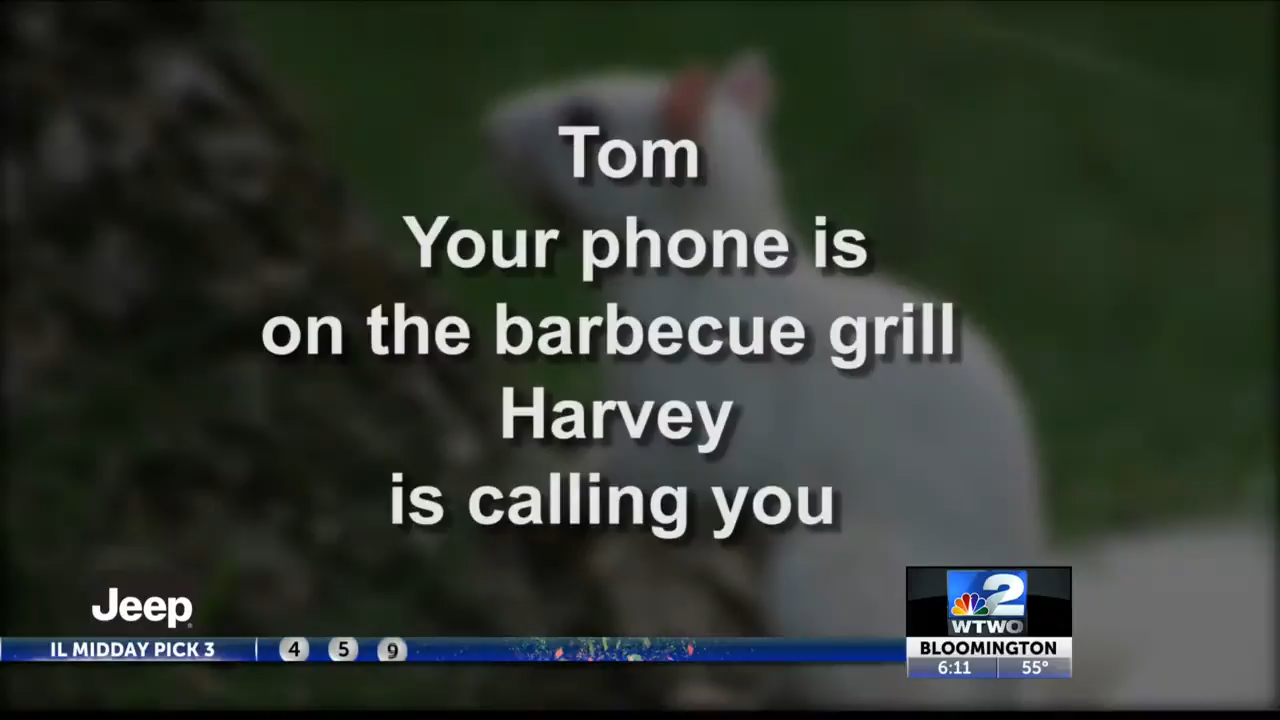 Tom
Your phone is
on the barbecue grill
Harvey
is calling you
Jeep
IL MIDDAY PICK 3 4 5 9
2
WTWO
BLOOMINGTON
6:11 55°